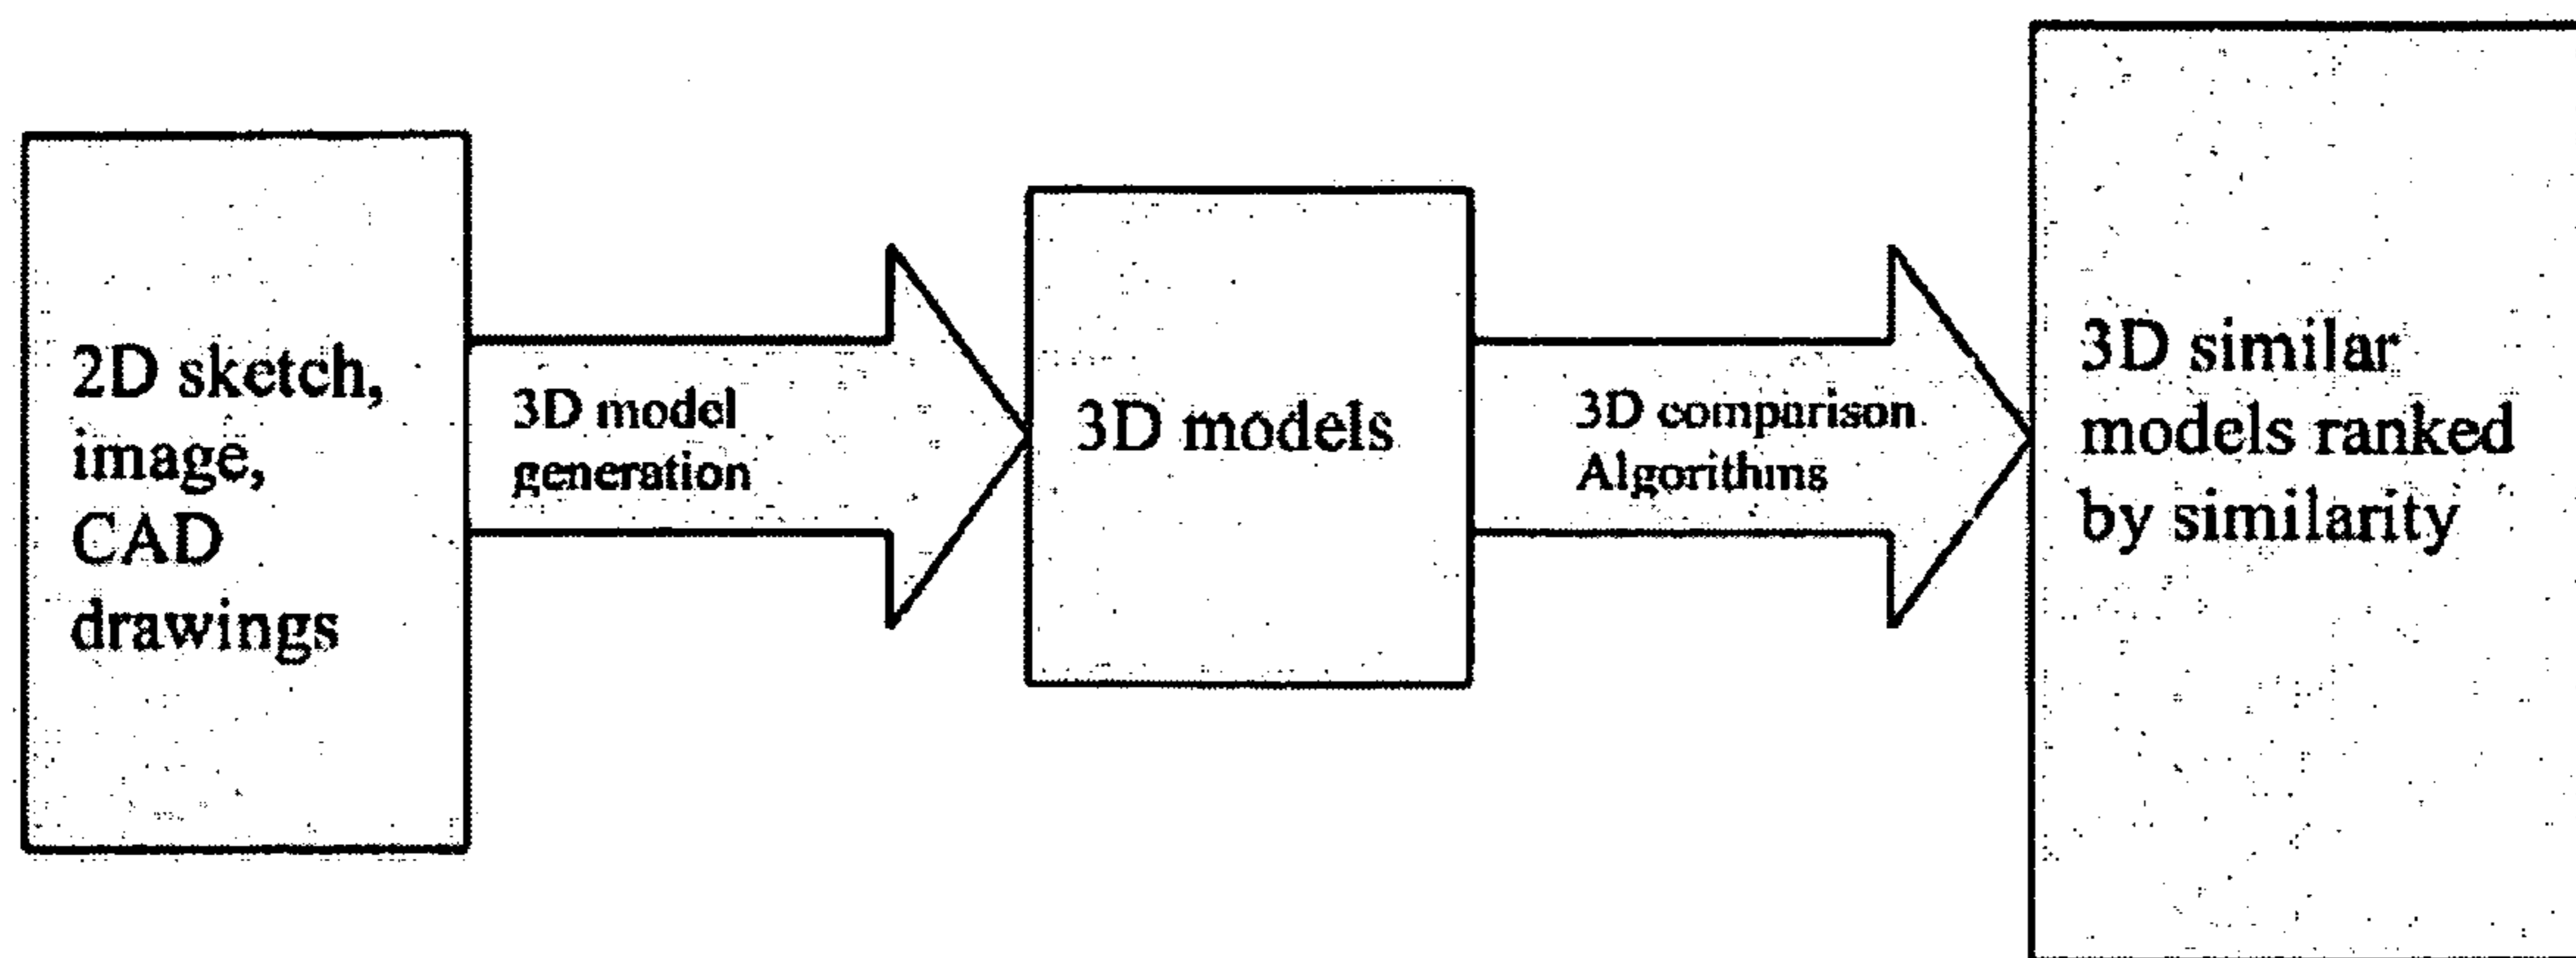 2D sketch,
image,
CAD
drawings
3D model
generation
3D models
3D comparison
Algorithms
3D similar
models ranked
by similarity